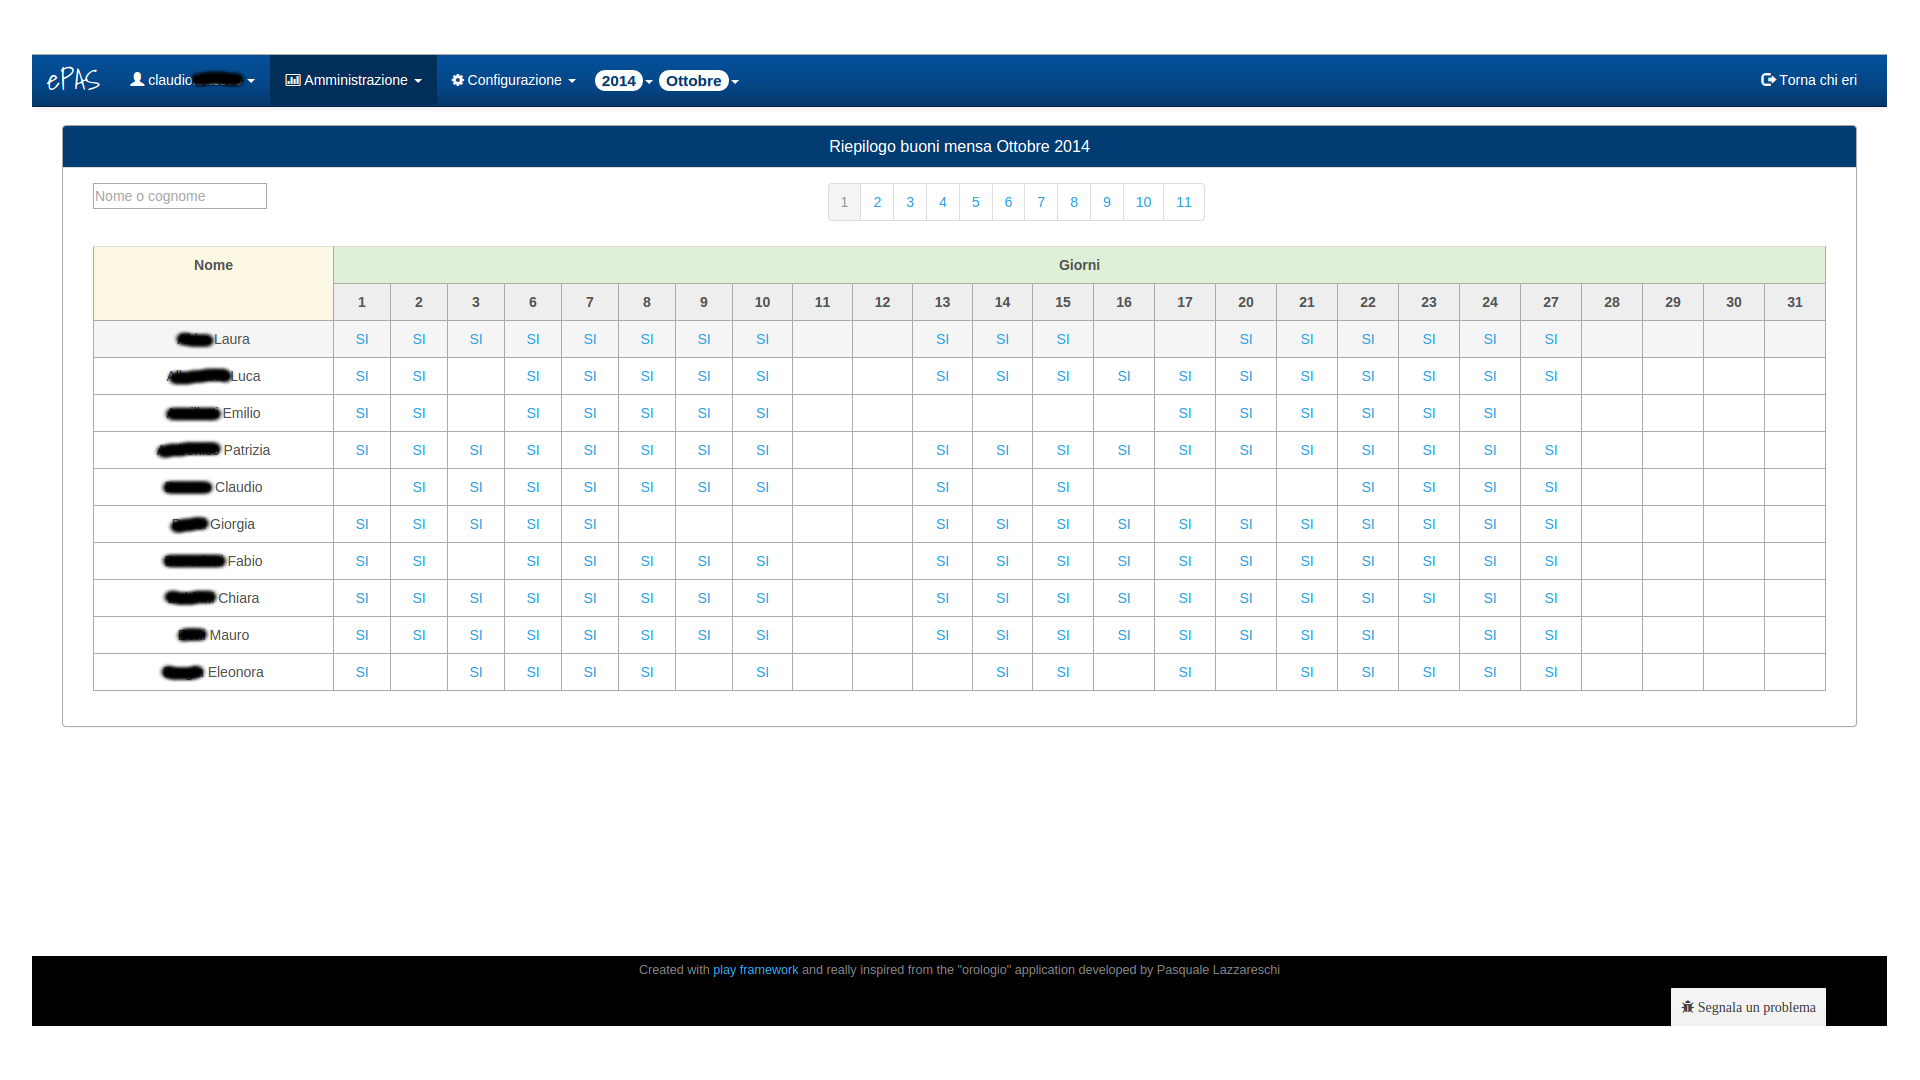 ePAS claudio Amministrazione Configurazione 2014 Ottobre Torna chi eri
Riepilogo buoni mensa Ottobre 2014
Nome o cognome 1 2 3 4 5 6 7 8 9 10 11
Nome Giorni
1 2 3 6 7 8 9 10 11 12 13 14 15 16 17 20 21 22 23 24 27 28 29 30 31
Laura SI SI SI SI SI SI SI SI SI SI SI SI SI SI SI SI SI
Luca SI SI SI SI SI SI SI SI SI SI SI SI SI SI SI SI SI SI
Emilio SI SI SI SI SI SI SI SI SI SI SI SI SI
Patrizia SI SI SI SI SI SI SI SI SI SI SI SI SI SI SI SI SI SI SI
Claudio SI SI SI SI SI SI SI SI SI SI SI SI SI
Giorgia SI SI SI SI SI SI SI SI SI SI SI SI SI SI SI SI
Fabio SI SI SI SI SI SI SI SI SI SI SI SI SI SI SI SI SI SI
Chiara SI SI SI SI SI SI SI SI SI SI SI SI SI SI SI SI SI SI SI
Mauro SI SI SI SI SI SI SI SI SI SI SI SI SI SI SI SI SI SI
Eleonora SI SI SI SI SI SI SI SI SI SI SI SI SI SI
Created with play framework and really inspired from the "orologio" application developed by Pasquale Lazzareschi
Segnala un problema